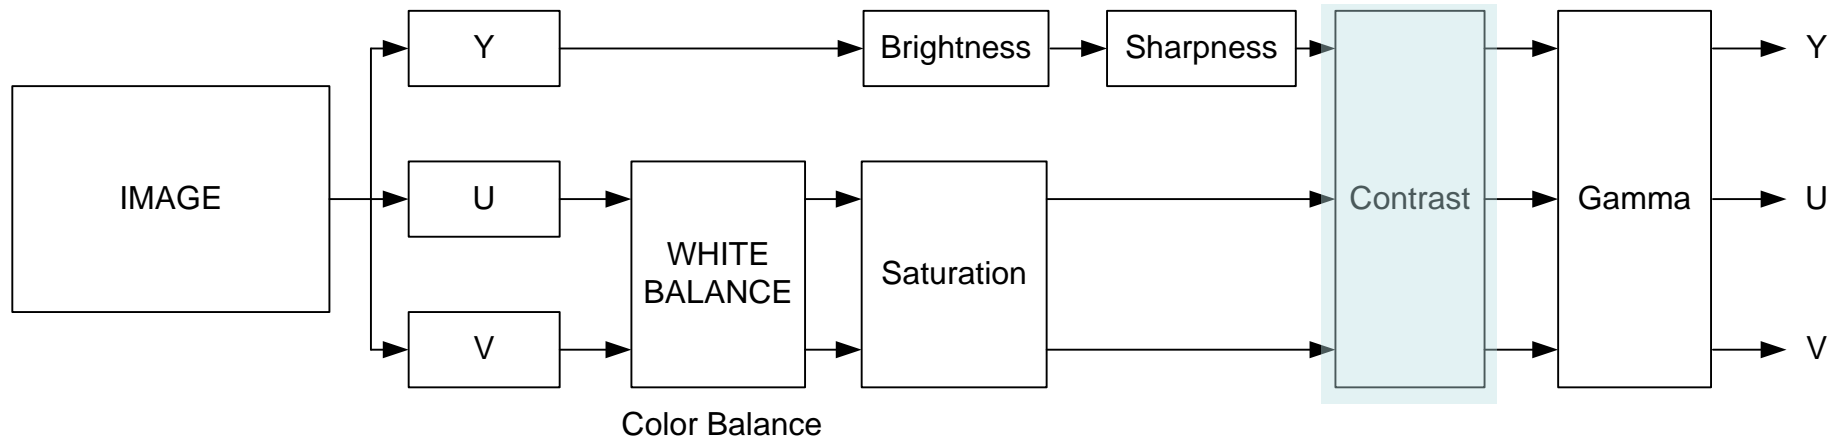 Y
Brightness
Sharpness
Y
IMAGE
U
WHITE
BALANCE
Saturation
Contrast
Gamma
U
V
V
Color Balance